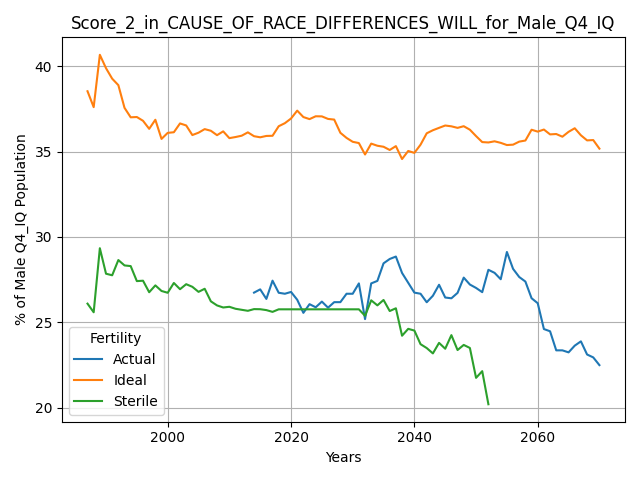 Score_2_in_CAUSE_OF_RACE_DIFFERENCES_WILL_for_Male_Q4_IQ
% of Male Q4_IQ Population
40
35
30
25
20
Fertility
Actual
Ideal
Sterile
2000 2020 2040 2060
Years